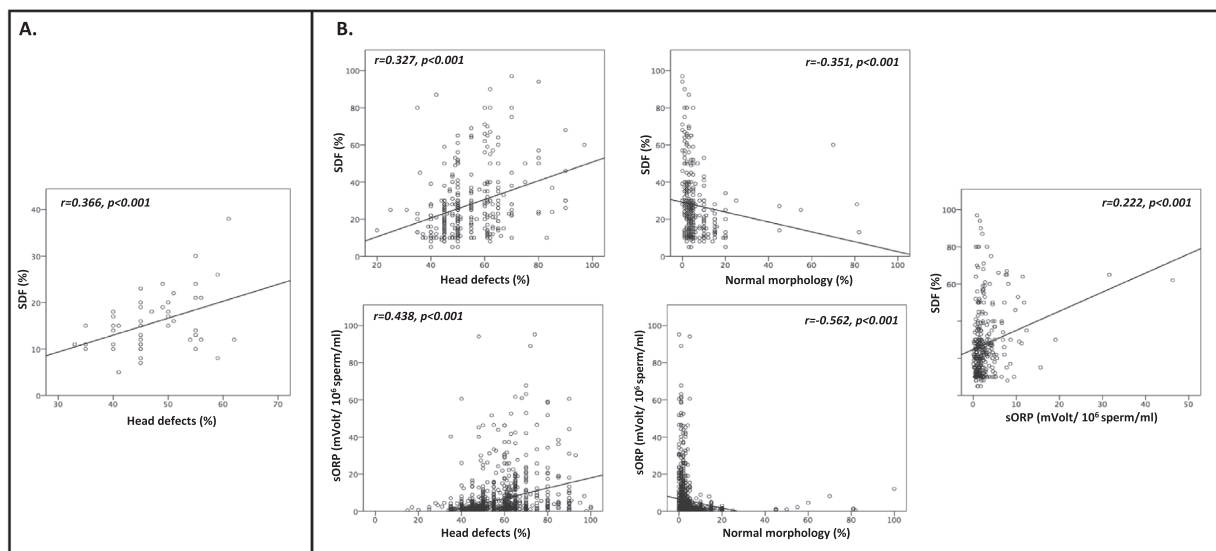 A.
r=0.366, p<0.001
SDF (%)
40
30
20
10
0
30 40 50 60 70
Head defects (%)
B.
r=0.327, p<0.001
SDF (%)
100
80
60
40
20
0
20 40 60 80 100
Head defects (%)
r=-0.351, p<0.001
SDF (%)
100
80
60
40
20
0
0 20 40 60 80 100
Normal morphology (%)
r=0.438, p<0.001
sORP (mVolt/ 10⁶ sperm/ml)
100
80
60
40
20
0
0 20 40 60 80 100
Head defects (%)
r=-0.562, p<0.001
sORP (mVolt/ 10⁶ sperm/ml)
100
80
60
40
20
0
0 20 40 60 80 100
Normal morphology (%)
r=0.222, p<0.001
SDF (%)
100
80
60
0
0 10 20 30 40 50
sORP (mVolt/ 10⁶ sperm/ml)